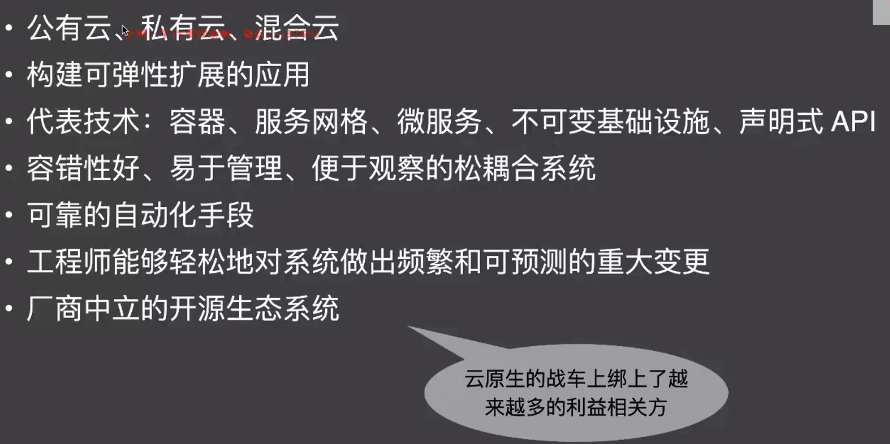 • 公有云、私有云、混合云
• 构建可弹性扩展的应用
• 代表技术：容器、服务网格、微服务、不可变基础设施、声明式 API
• 容错性好、易于管理、便于观察的松耦合系统
• 可靠的自动化手段
• 工程师能够轻松地对系统做出频繁和可预测的重大变更
• 厂商中立的开源生态系统
云原生的战车上绑上了越
来越多的利益相关方